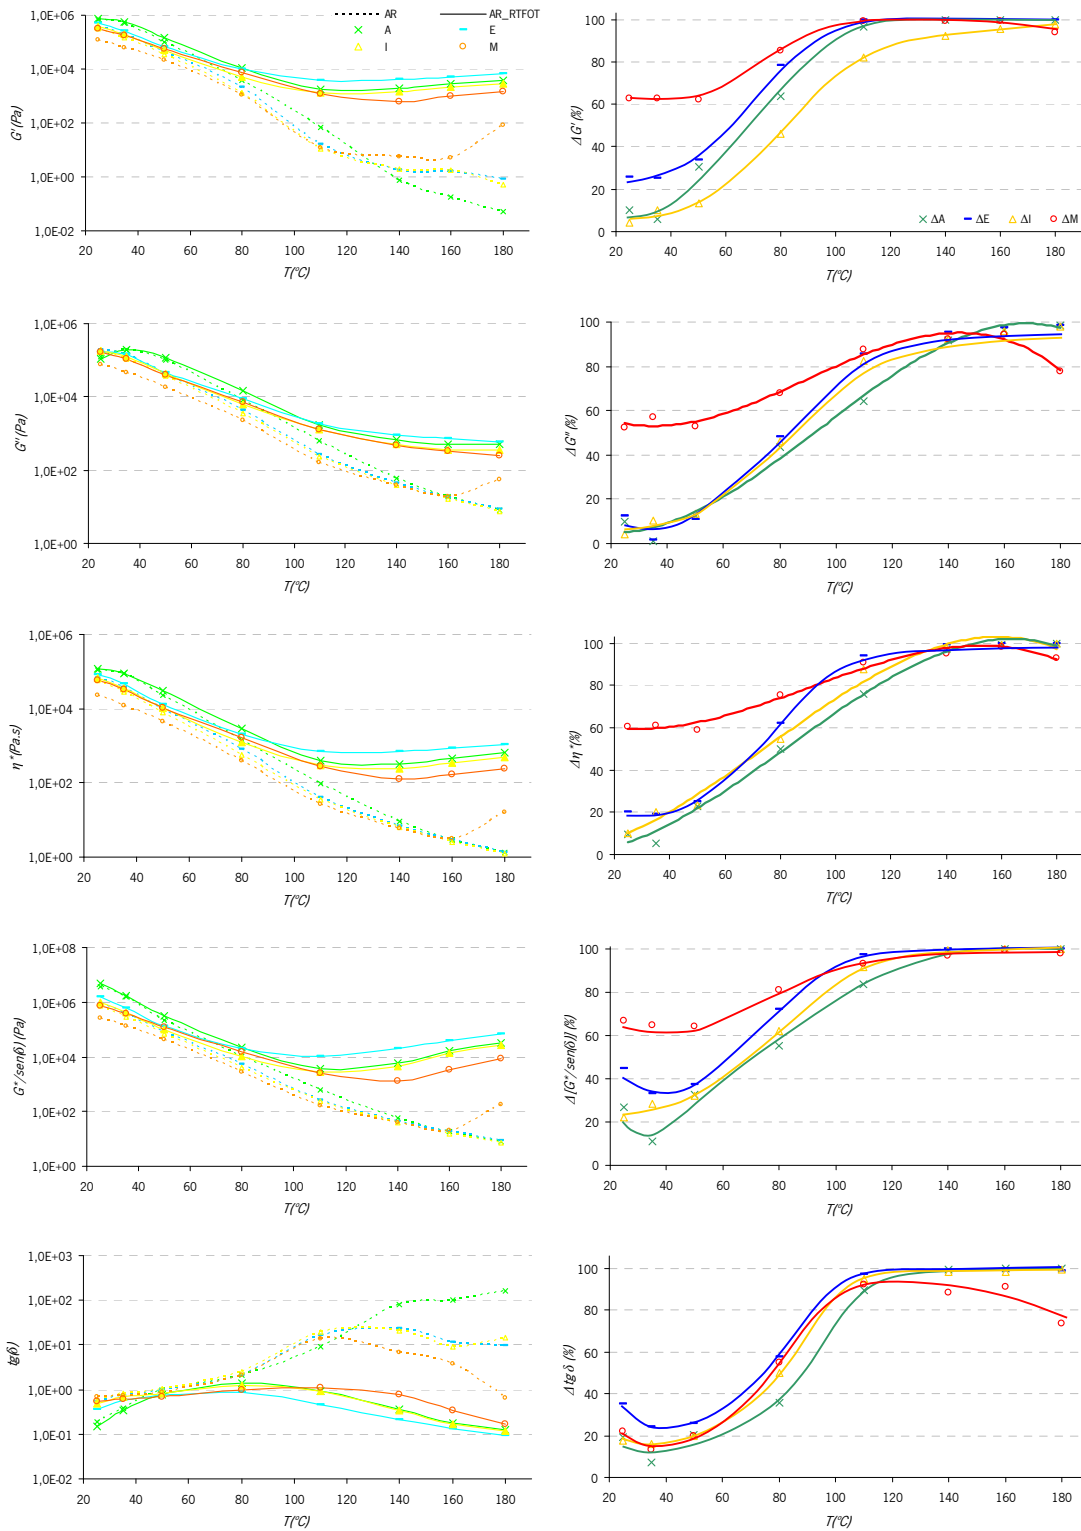 AR AR_RTFOT
A E
I M
1,0E+06
1,0E+04
1,0E+02
1,0E+00
1,0E-02
20 40 60 80 100 120 140 160 180
G' (Pa)
T(°C)
100
80
60
40
20
0
20 40 60 80 100 120 140 160 180
ΔG' (%)
T(°C)
ΔA ΔE ΔI ΔM
1,0E+06
1,0E+04
1,0E+02
1,0E+00
20 40 60 80 100 120 140 160 180
G'' (Pa)
T(°C)
100
80
60
40
20
0
20 40 60 80 100 120 140 160 180
ΔG'' (%)
T(°C)
1,0E+06
1,0E+04
1,0E+02
1,0E+00
20 40 60 80 100 120 140 160 180
η* (Pa.s)
T(°C)
100
80
60
40
20
0
20 40 60 80 100 120 140 160 180
Δη* (%)
T(°C)
1,0E+08
1,0E+06
1,0E+04
1,0E+02
1,0E+00
20 40 60 80 100 120 140 160 180
G*/sen(δ) (Pa)
T(°C)
100
80
60
40
20
0
20 40 60 80 100 120 140 160 180
Δ[G*/sen(δ)] (%)
T(°C)
1,0E+03
1,0E+02
1,0E+01
1,0E+00
1,0E-01
1,0E-02
20 40 60 80 100 120 140 160 180
tg(δ)
T(°C)
100
80
60
40
20
0
20 40 60 80 100 120 140 160 180
Δtg δ (%)
T(°C)